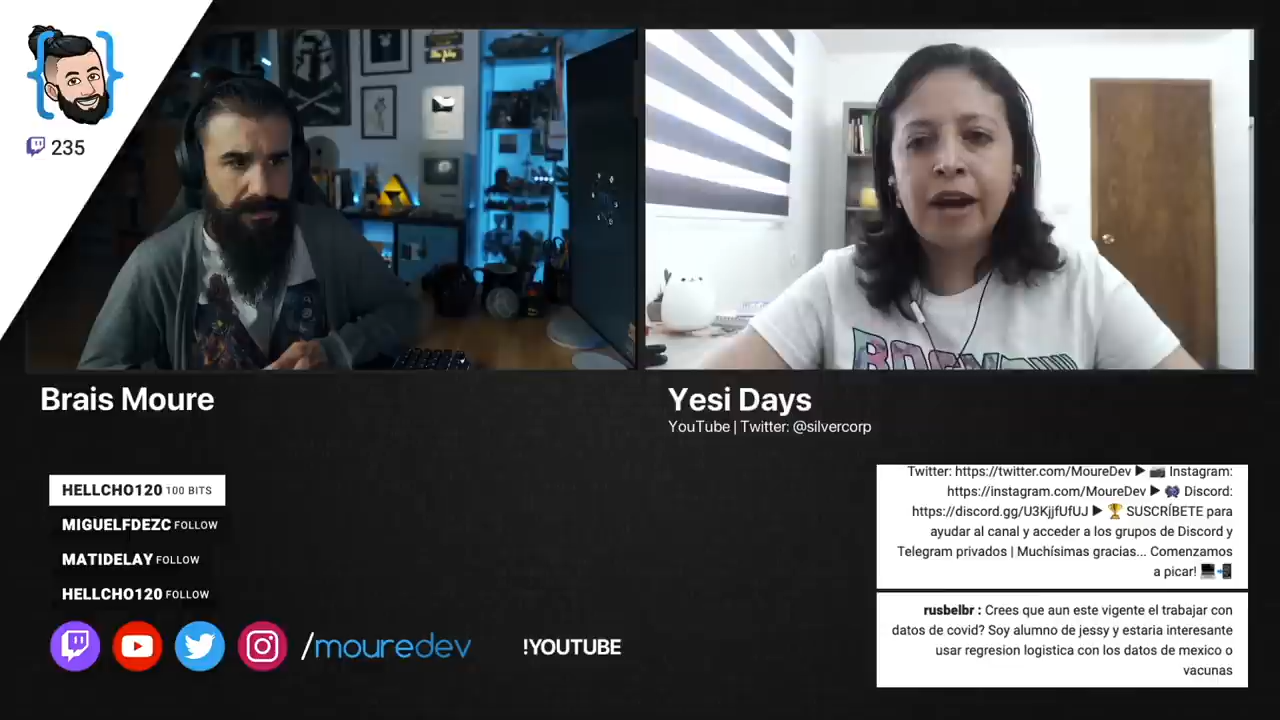 235
Brais Moure
Yesi Days
YouTube | Twitter: @silvercorp
HELLCHO120 100 BITS
MIGUELFDEZC FOLLOW
MATIDELAY FOLLOW
HELLCHO120 FOLLOW
/mouredev
!YOUTUBE
Twitter: https://twitter.com/MoureDev ▶ 📷 Instagram:
https://instagram.com/MoureDev ▶ 👾 Discord:
https://discord.gg/U3KjjfUfUJ ▶ 🏆 SUSCRÍBETE para
ayudar al canal y acceder a los grupos de Discord y
Telegram privados | Muchísimas gracias... Comenzamos
a picar! 💻📲
rusbelbr : Crees que aun este vigente el trabajar con
datos de covid? Soy alumno de jessy y estaria interesante
usar regresion logistica con los datos de mexico o
vacunas